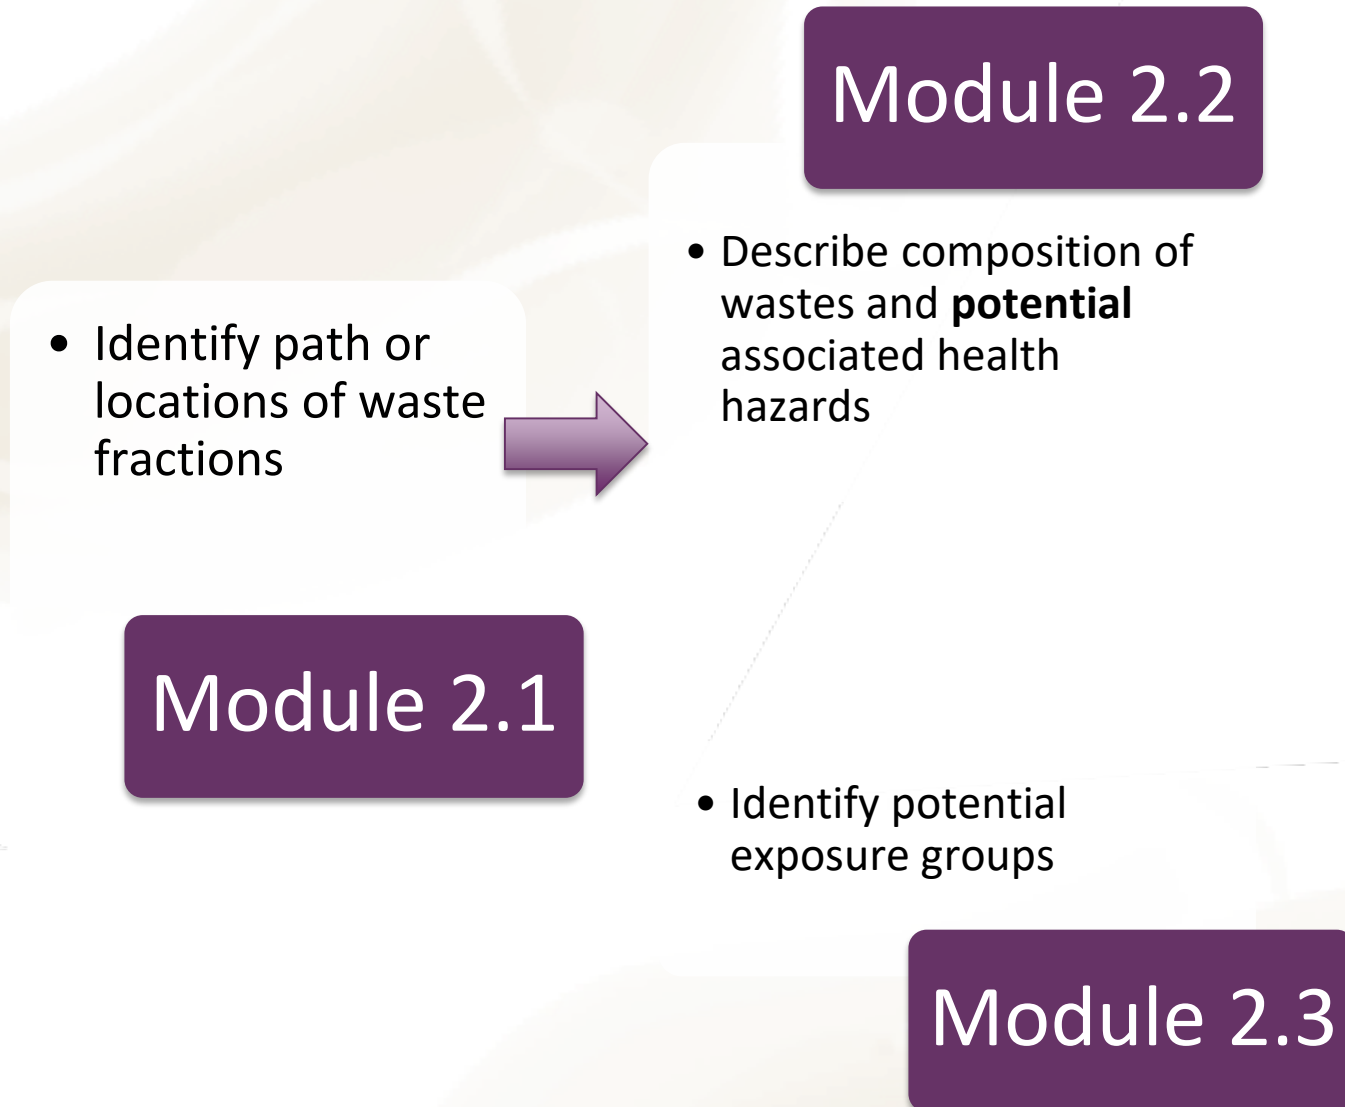 • Identify path or
locations of waste
fractions
Module 2.1
Module 2.2
• Describe composition of
wastes and potential
associated health
hazards
• Identify potential
exposure groups
Module 2.3